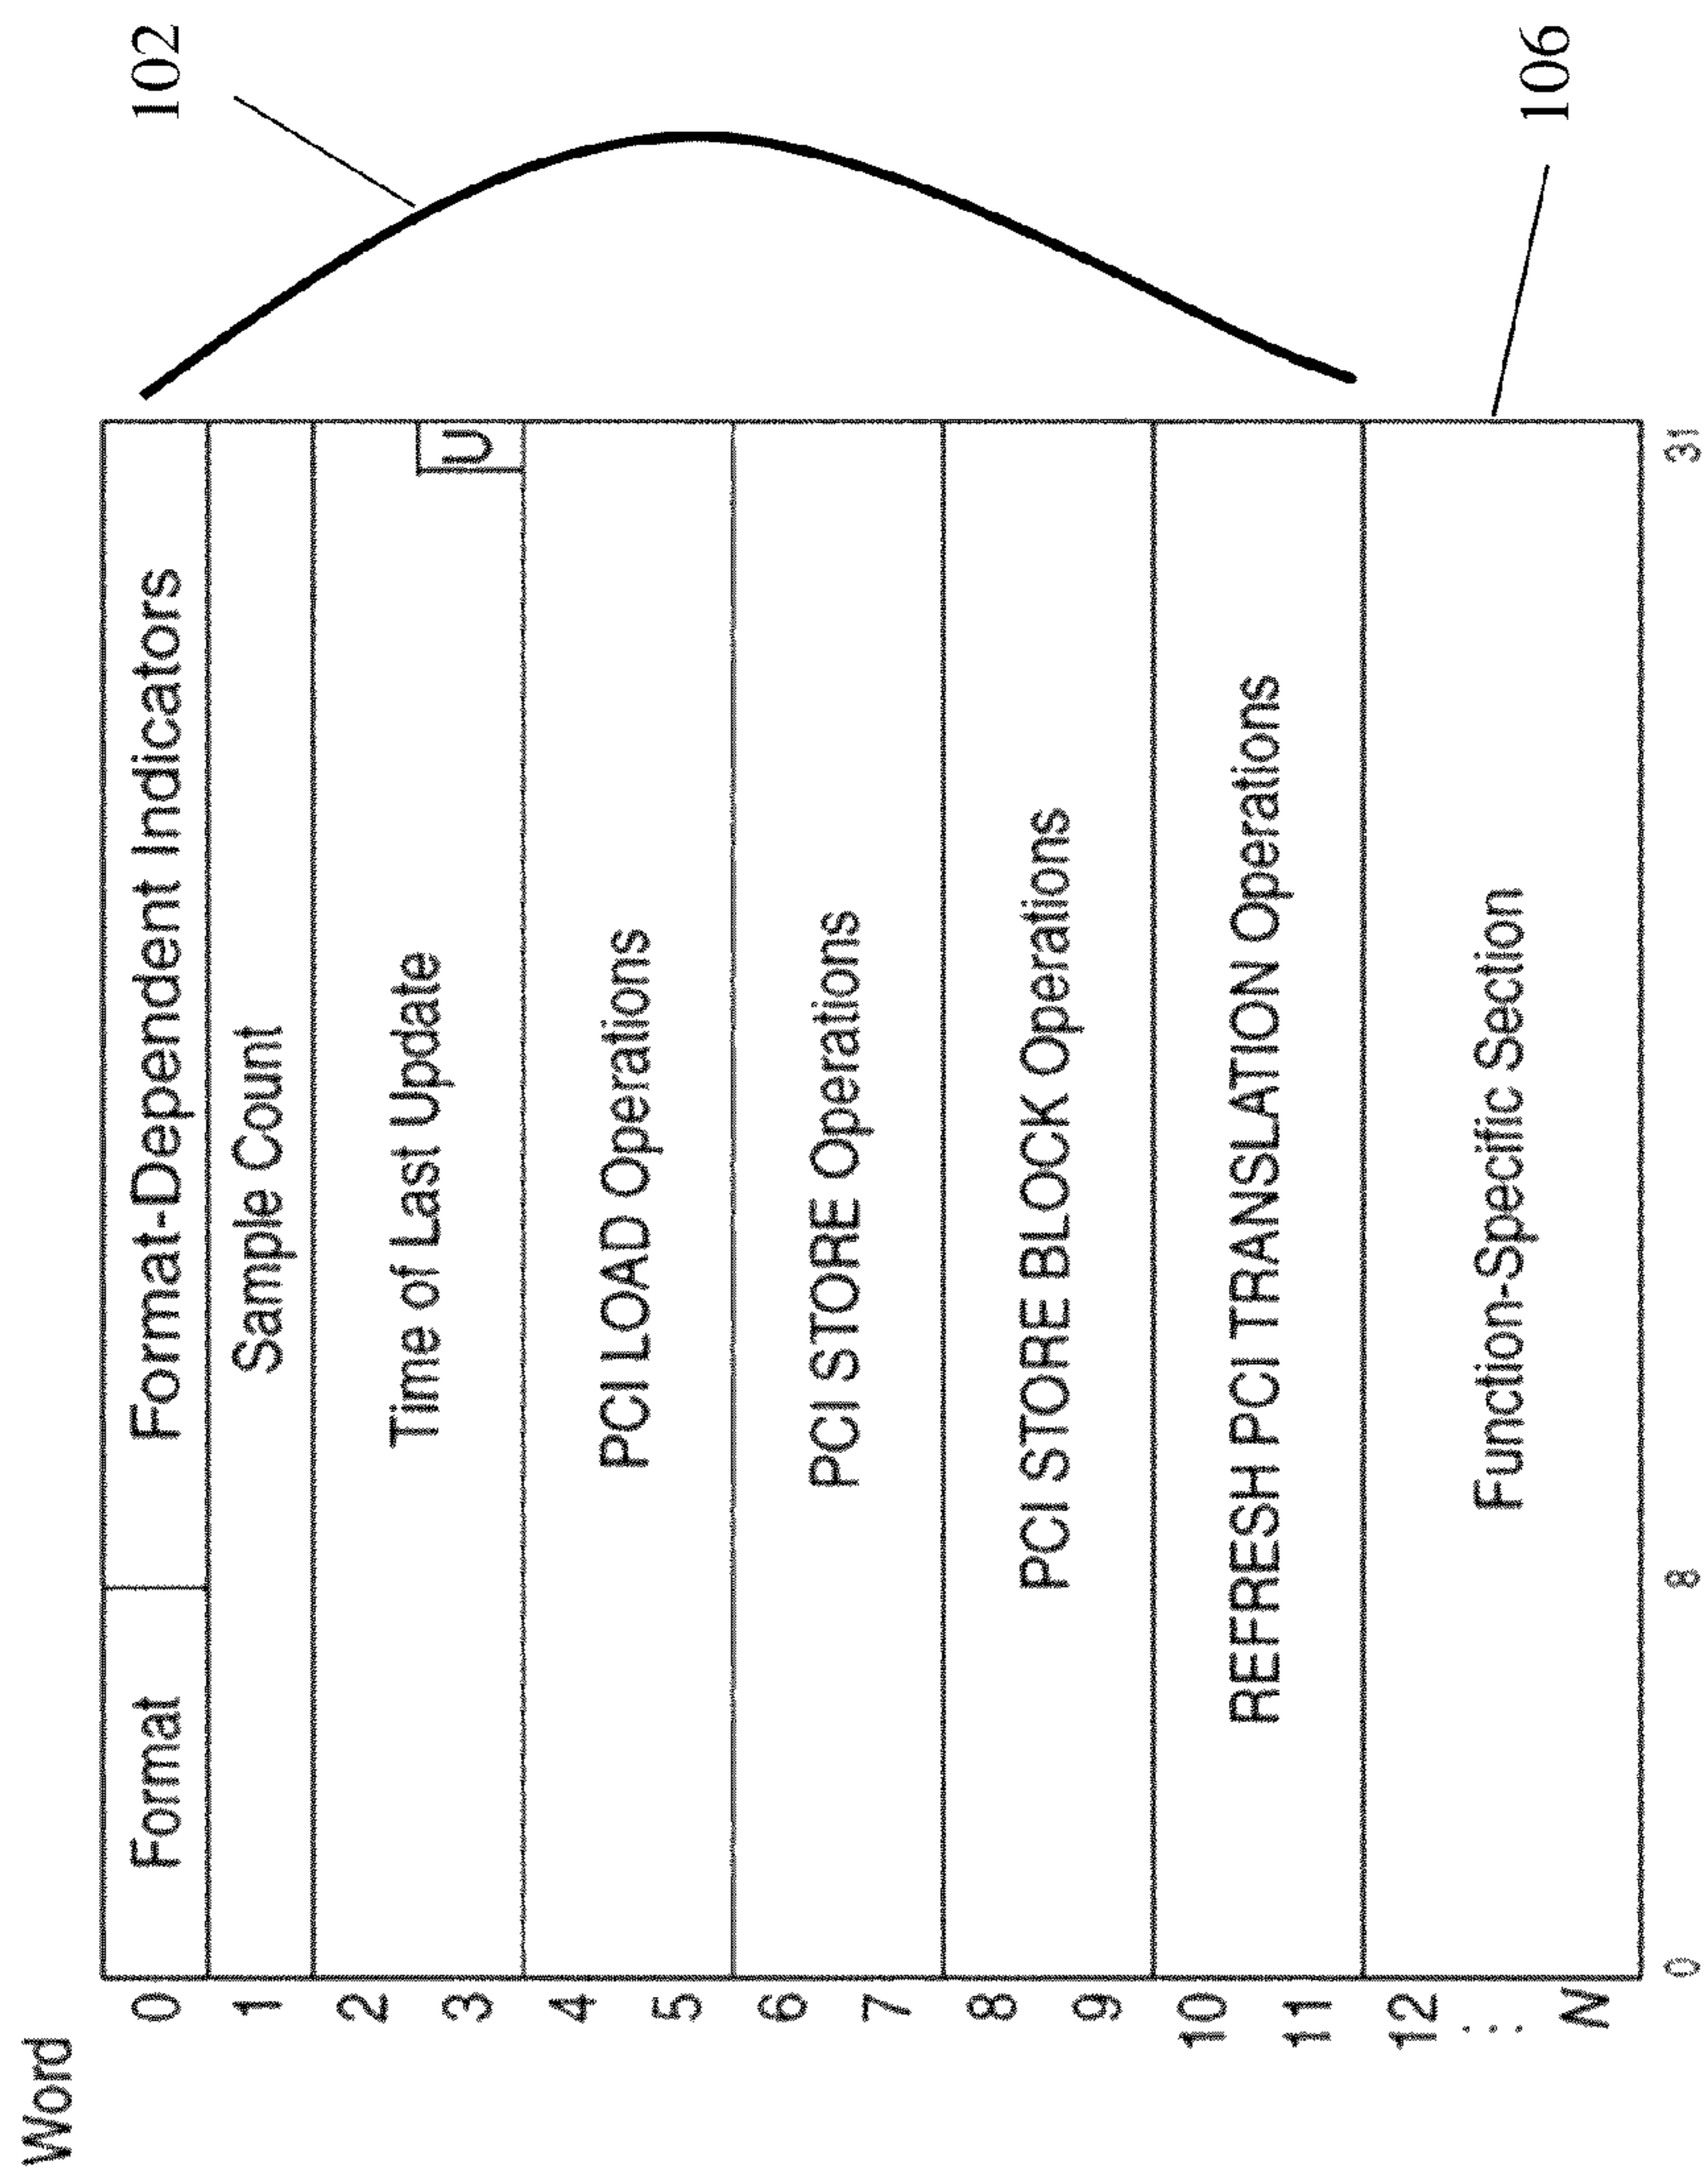 Word
0 Format Format-Dependent Indicators
102
1 Sample Count
2 Time of Last Update
3 U
4 PCI LOAD Operations
5
6 PCI STORE Operations
7
8 PCI STORE BLOCK Operations
9
10 REFRESH PCI TRANSLATION Operations
11
12 Function-Specific Section
⋮
N
106
0 8 31